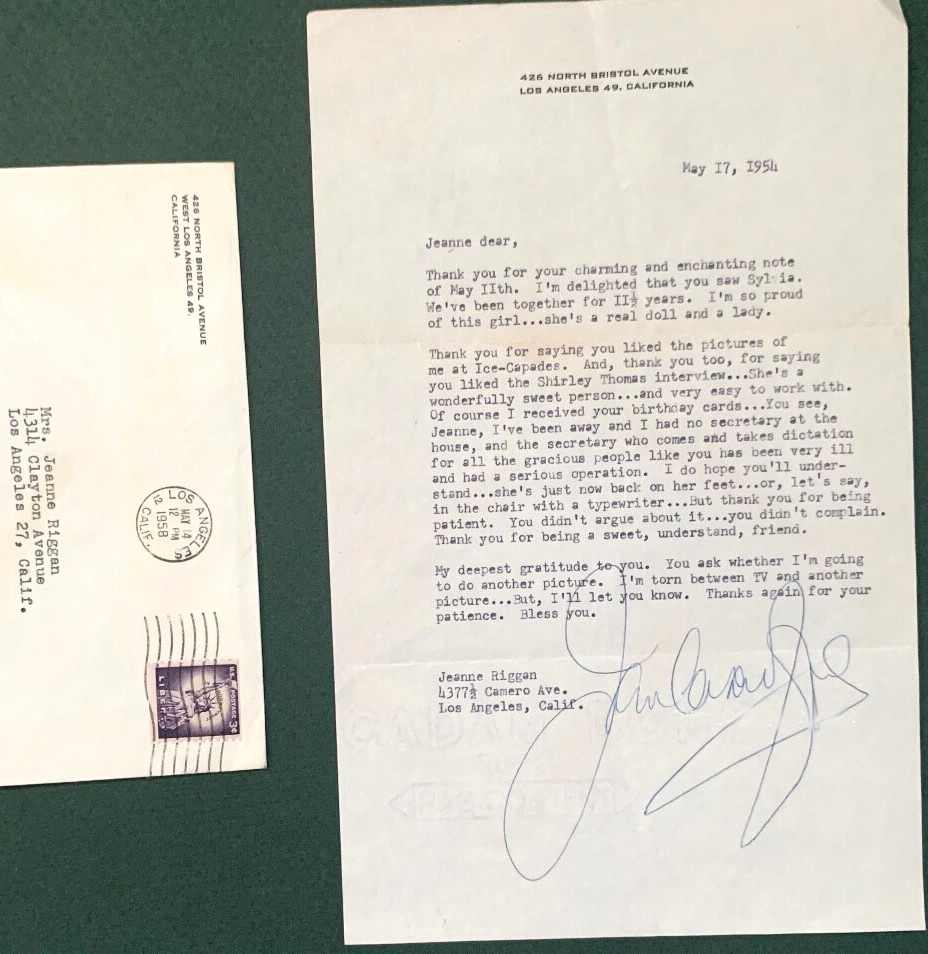 426 NORTH BRISTOL AVENUE
WEST LOS ANGELES 49,
CALIFORNIA
Mrs. Jeanne Riggan
4314 Clayton Avenue
Los Angeles 27, Calif.
LOS ANGELES
12
MAY 14
12 PM
1958
CALIF.
U.S. POSTAGE 3¢
LIBERTY
426 NORTH BRISTOL AVENUE
LOS ANGELES 49, CALIFORNIA
May I7, I954
Jeanne dear,
Thank you for your charming and enchanting note
of May IIth. I'm delighted that you saw Sylvia.
We've been together for II½ years. I'm so proud
of this girl...she's a real doll and a lady.
Thank you for saying you liked the pictures of
me at Ice-Capades. And, thank you too, for saying
you liked the Shirley Thomas interview...She's a
wonderfully sweet person...and very easy to work with.
Of course I received your birthday cards...You see,
Jeanne, I've been away and I had no secretary at the
house, and the secretary who comes and takes dictation
for all the gracious people like you has been very ill
and had a serious operation. I do hope you'll under-
stand...she's just now back on her feet...or, let's say,
in the chair with a typewriter...But thank you for being
patient. You didn't argue about it...you didn't complain.
Thank you for being a sweet, understand, friend.
My deepest gratitude to you. You ask whether I'm going
to do another picture. I'm torn between TV and another
picture...But, I'll let you know. Thanks again for your
patience. Bless you.
Jeanne Riggan
4377½ Camero Ave.
Los Angeles, Calif.